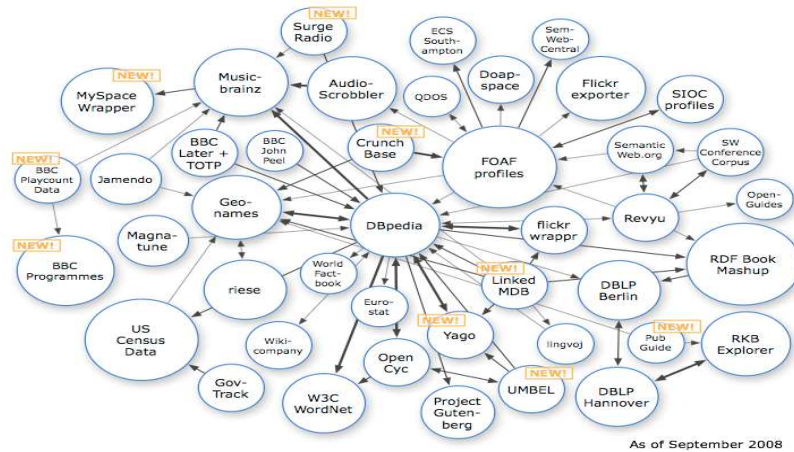 NEW!
Surge
Radio
ECS
South-
ampton
Sem-
Web-
Central
NEW!
MySpace
Wrapper
Music-
brainz
Audio-
Scrobbler
QDOS
Doap-
space
Flickr
exporter
SIOC
profiles
NEW!
BBC
Playcount
Data
Jamendo
BBC
Later +
TOTP
BBC
John
Peel
NEW!
Crunch
Base
FOAF
profiles
Semantic
Web.org
SW
Conference
Corpus
Geo-
names
DBpedia
flickr
wrappr
Revyu
Open-
Guides
Magna-
tune
NEW!
BBC
Programmes
riese
World
Fact-
book
NEW!
Linked
MDB
DBLP
Berlin
RDF Book
Mashup
US
Census
Data
Wiki-
company
Euro-
stat
NEW!
Yago
lingvoj
NEW!
Pub
Guide
RKB
Explorer
Gov-
Track
W3C
WordNet
Open
Cyc
Project
Guten-
berg
NEW!
UMBEL
DBLP
Hannover
As of September 2008